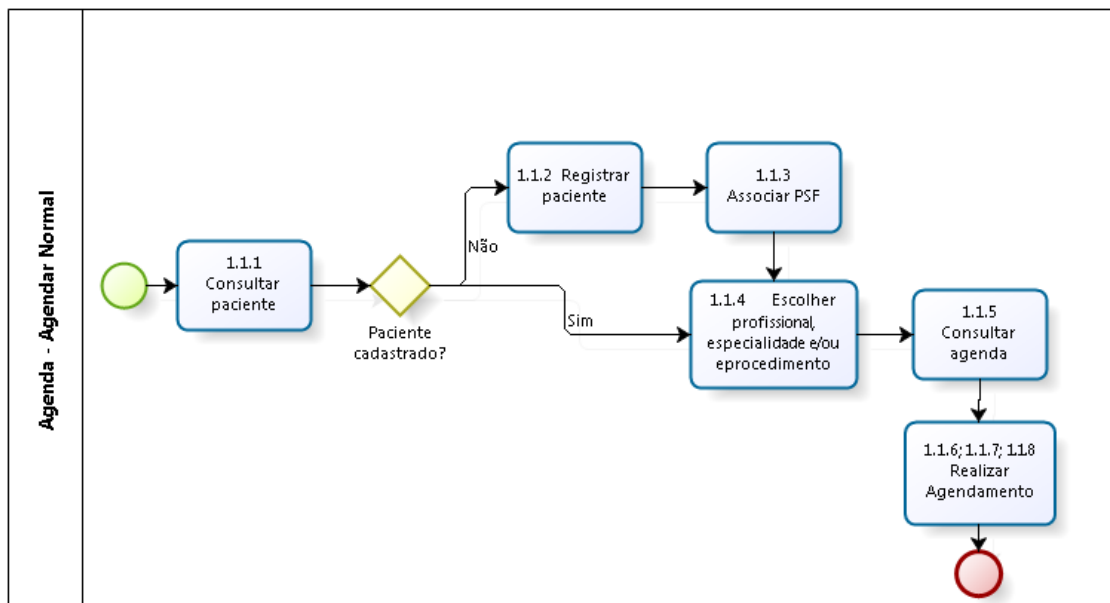 Agenda - Agendar Normal
1.1.1
Consultar
paciente
Paciente
cadastrado?
Não
1.1.2 Registrar
paciente
1.1.3
Associar PSF
Sim
1.1.4 Escolher
profissional,
especialidade e/ou
eprocedimento
1.1.5
Consultar
agenda
1.1.6; 1.1.7; 1.1.8
Realizar
Agendamento